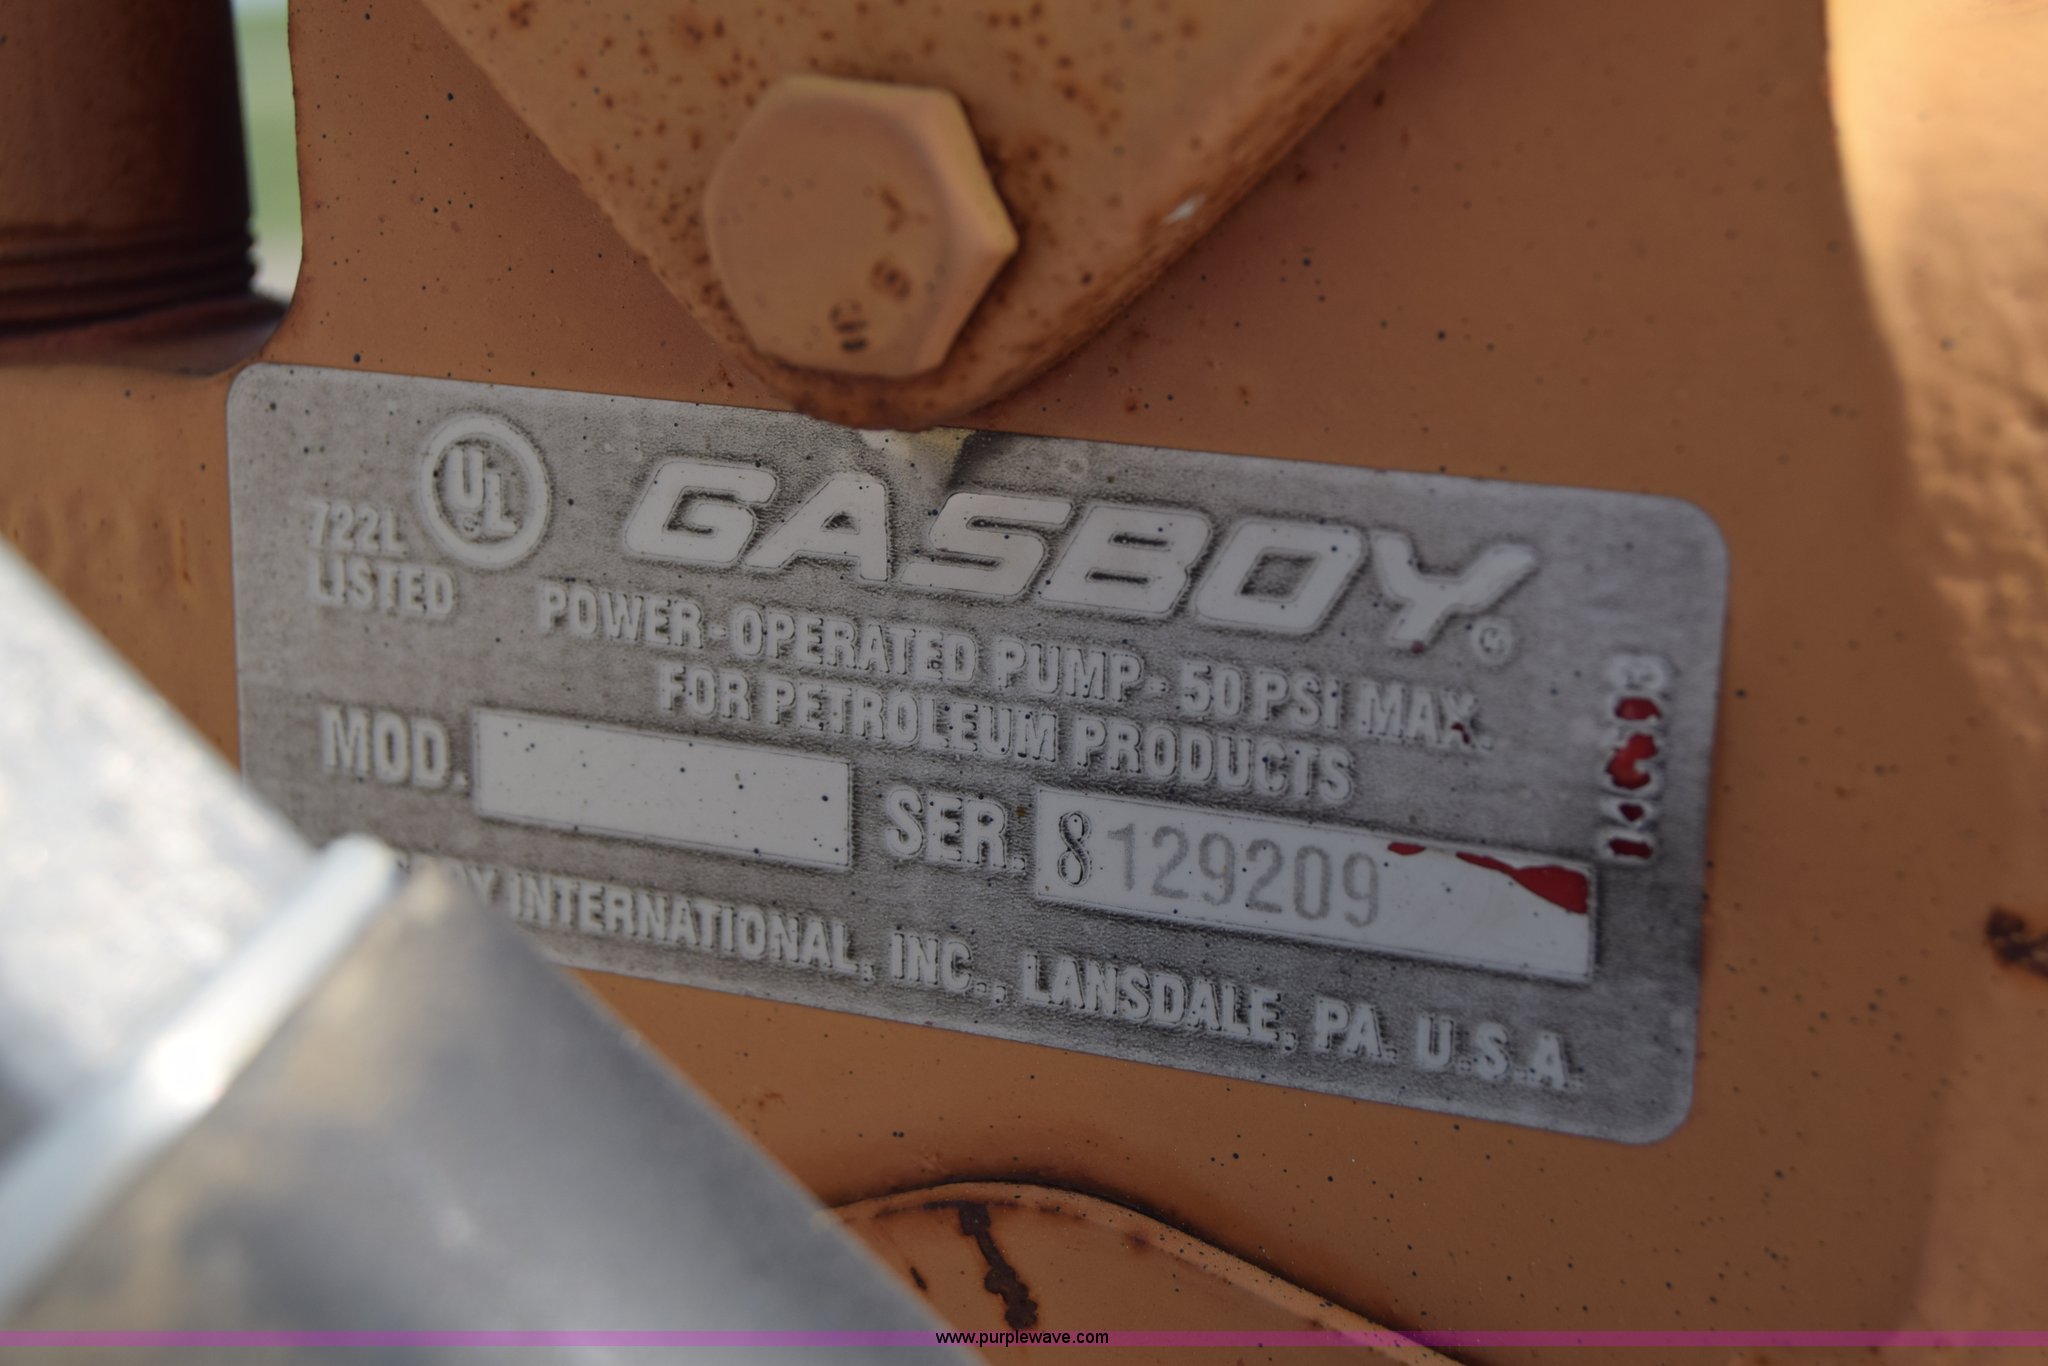 UL
®
GASBOY®
722L
LISTED
POWER-OPERATED PUMP-50 PSI MAX.
FOR PETROLEUM PRODUCTS
MOD.
SER. 8129209
INTERNATIONAL, INC., LANSDALE, PA. U.S.A.
www.purplewave.com